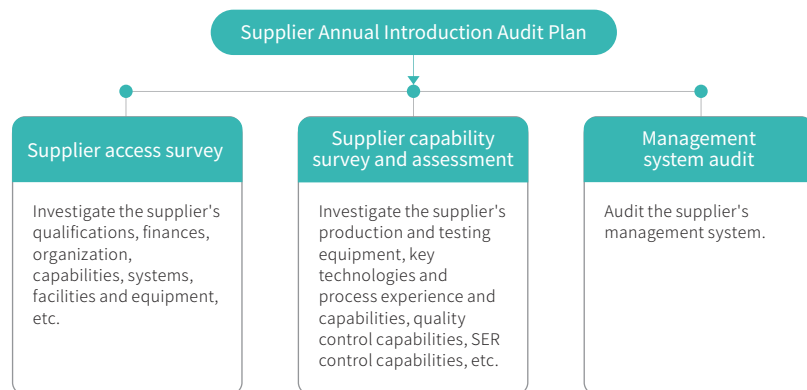 Supplier Annual Introduction Audit Plan
Supplier access survey
Investigate the supplier's
qualifications, finances,
organization,
capabilities, systems,
facilities and equipment,
etc.
Supplier capability
survey and assessment
Investigate the supplier's
production and testing
equipment, key
technologies and
process experience and
capabilities, quality
control capabilities, SER
control capabilities, etc.
Management
system audit
Audit the supplier's
management system.